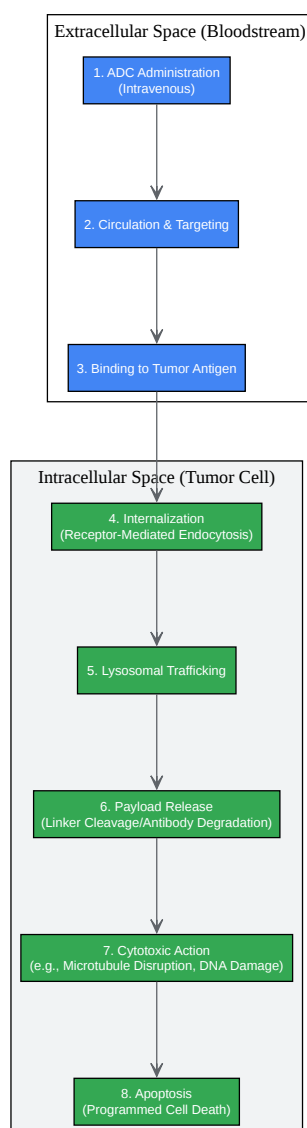 Extracellular Space (Bloodstream)
1. ADC Administration
(Intravenous)
2. Circulation & Targeting
3. Binding to Tumor Antigen
Intracellular Space (Tumor Cell)
4. Internalization
(Receptor-Mediated Endocytosis)
5. Lysosomal Trafficking
6. Payload Release
(Linker Cleavage/Antibody Degradation)
7. Cytotoxic Action
(e.g., Microtubule Disruption, DNA Damage)
8. Apoptosis
(Programmed Cell Death)